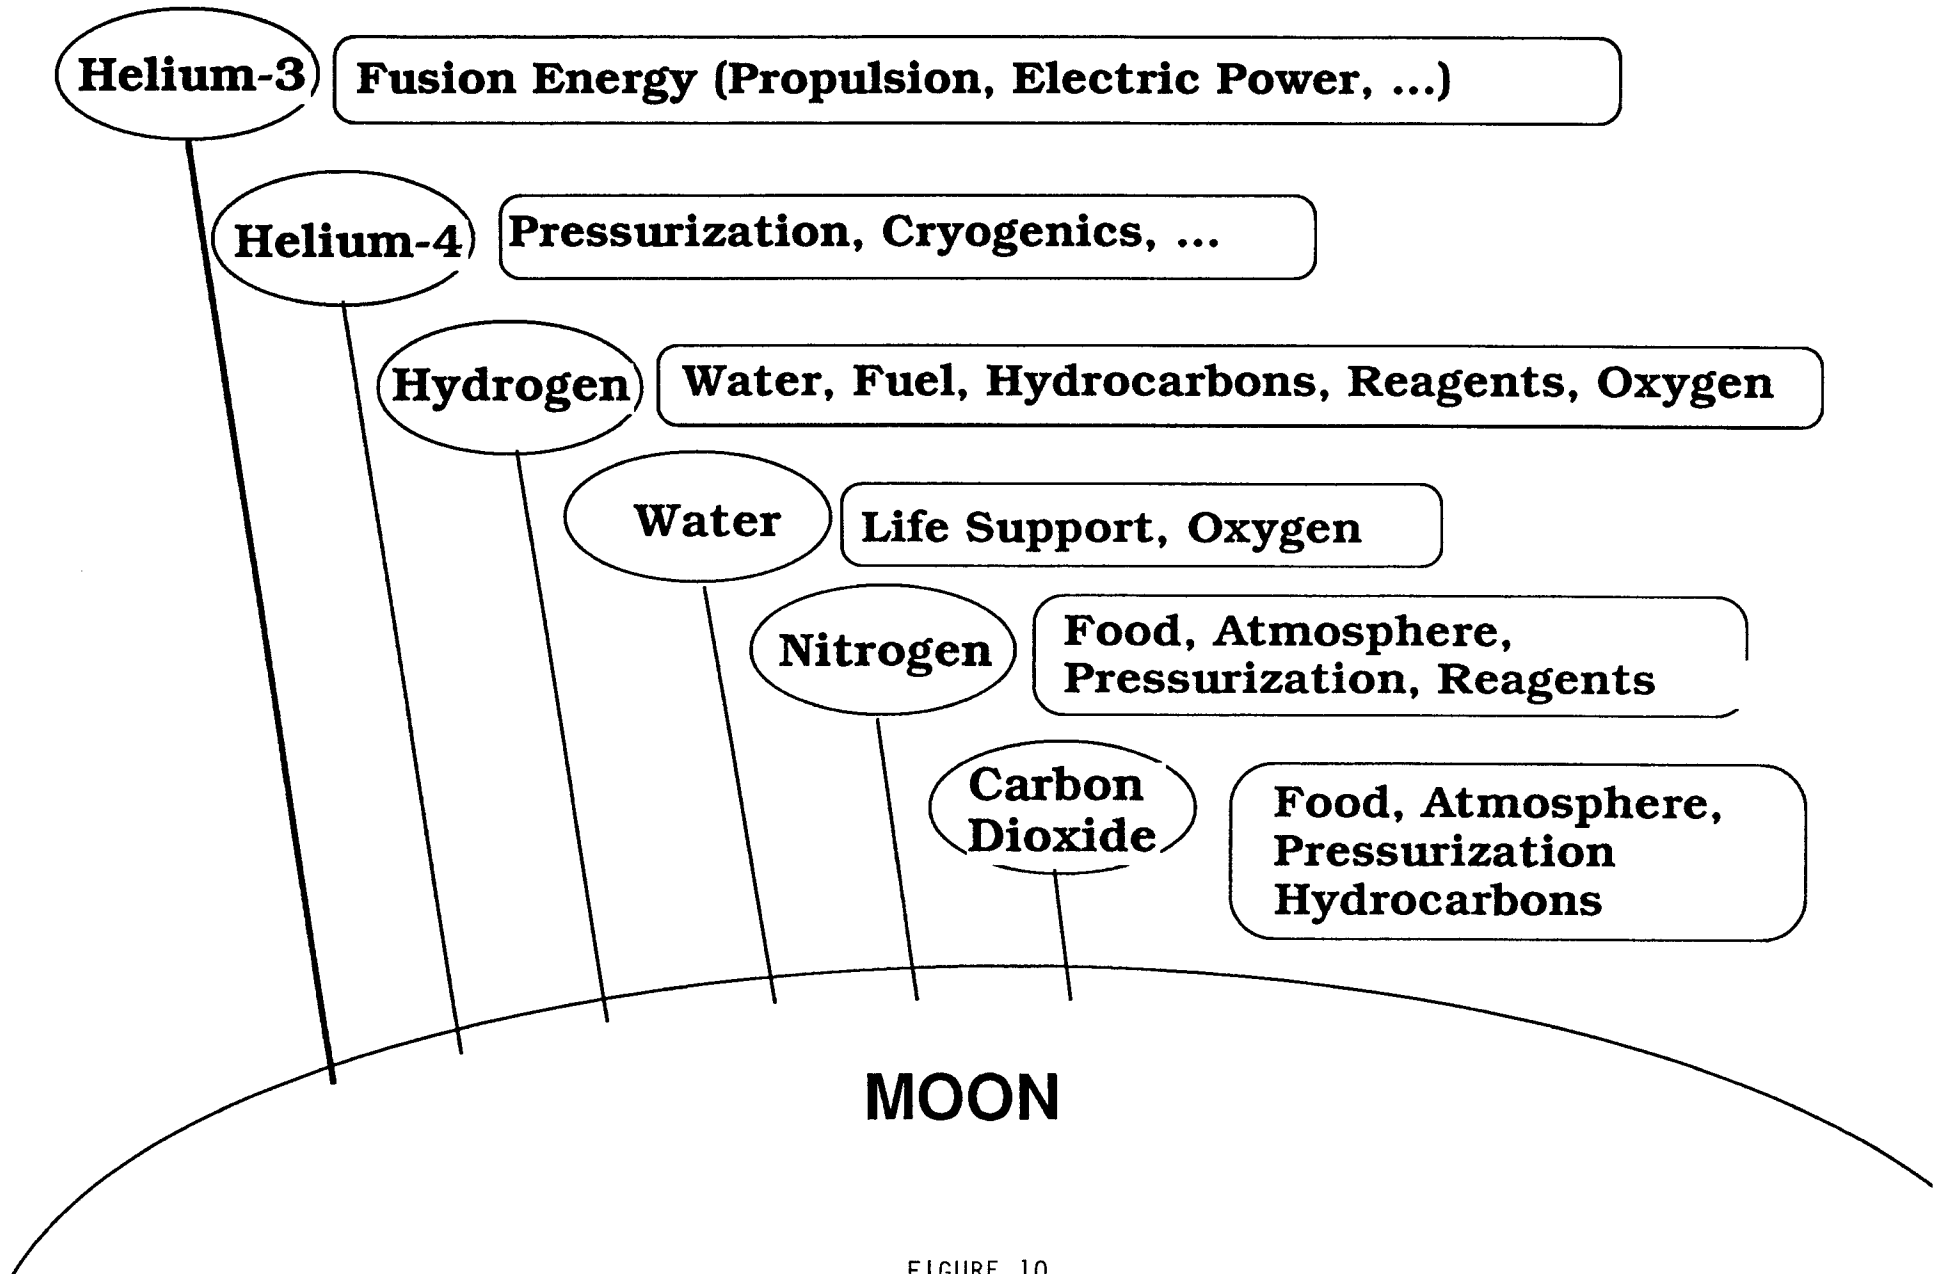 Helium-3
Fusion Energy (Propulsion, Electric Power, ...)
Helium-4
Pressurization, Cryogenics, ...
Hydrogen
Water, Fuel, Hydrocarbons, Reagents, Oxygen
Water
Life Support, Oxygen
Nitrogen
Food, Atmosphere,
Pressurization, Reagents
Carbon
Dioxide
Food, Atmosphere,
Pressurization
Hydrocarbons
MOON
FIGURE 10